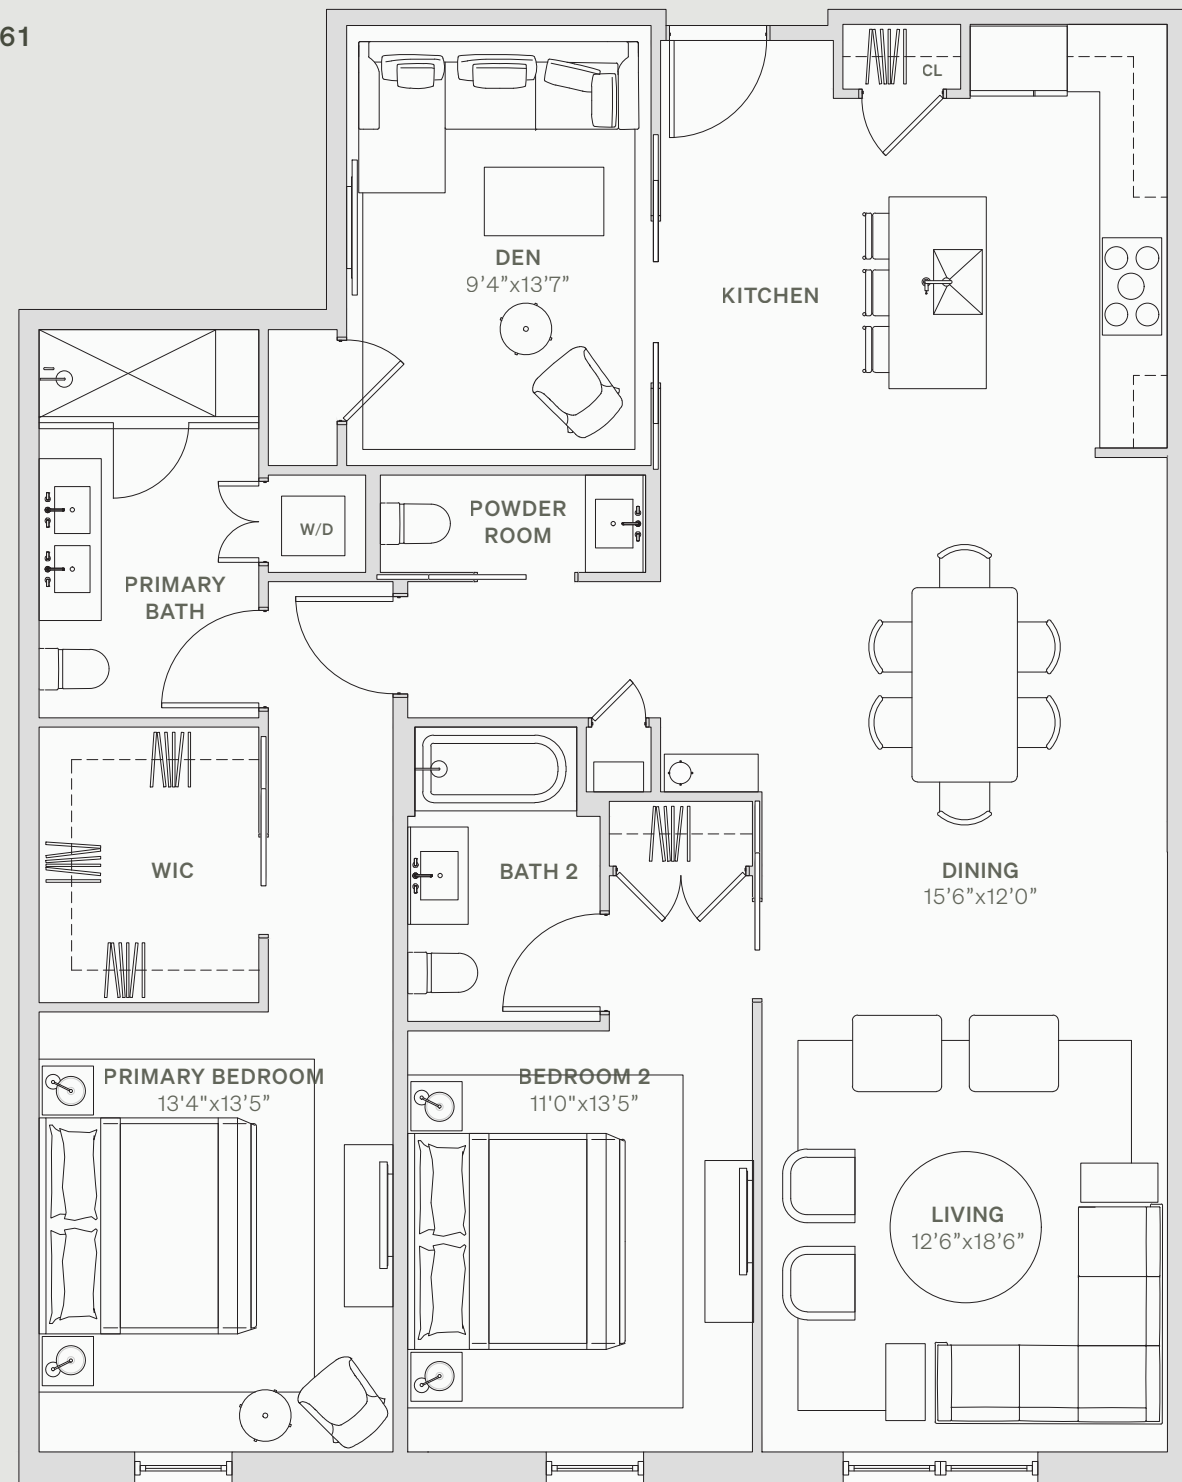 61
CL
DEN
9’4”x13’7”
KITCHEN
POWDER
ROOM
W/D
PRIMARY
BATH
WIC
BATH 2
DINING
15’6”x12’0”
PRIMARY BEDROOM
13'4"x13’5”
BEDROOM 2
11'0"x13’5”
LIVING
12’6”x18’6”